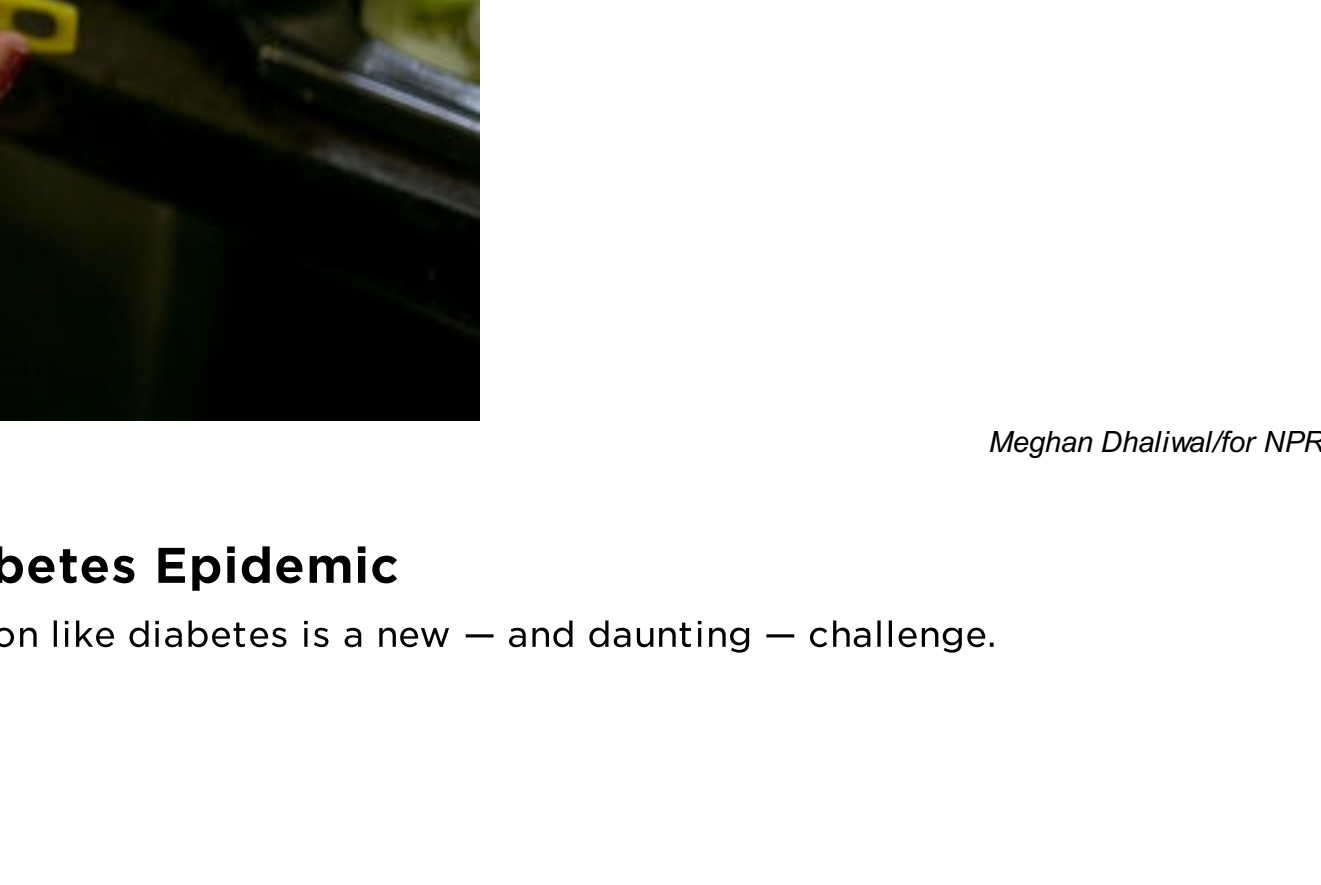 Meghan Dhaliwal/for NPR
betes Epidemic
on like diabetes is a new — and daunting — challenge.